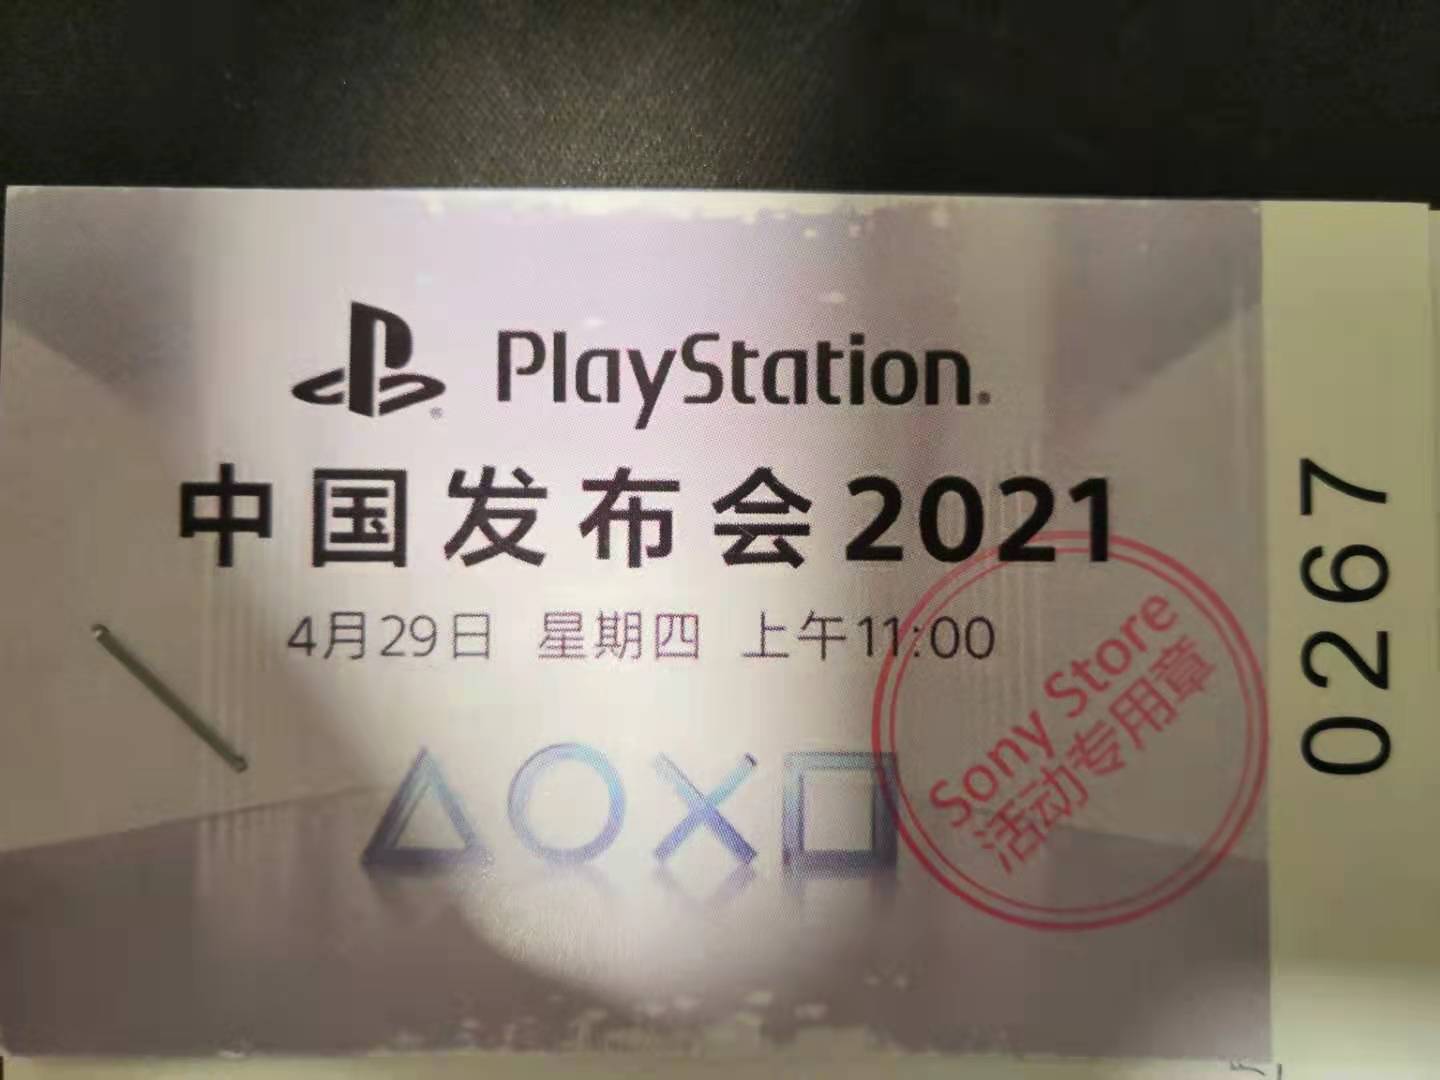 PlayStation®
中国发布会2021
4月29日 星期四 上午11:00
Sony Store
活动专用章
0267